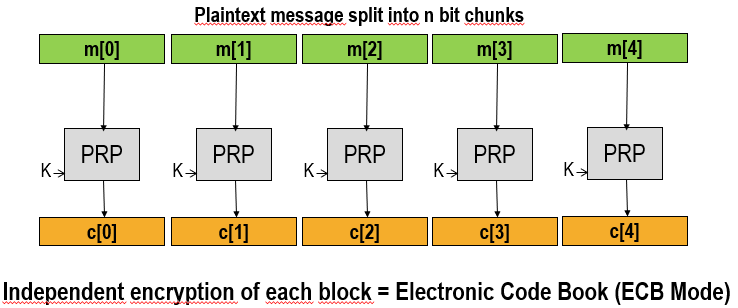 Plaintext message split into n bit chunks
m[0] m[1] m[2] m[3] m[4]
PRP PRP PRP PRP PRP
K K K K K
c[0] c[1] c[2] c[3] c[4]
Independent encryption of each block = Electronic Code Book (ECB Mode)